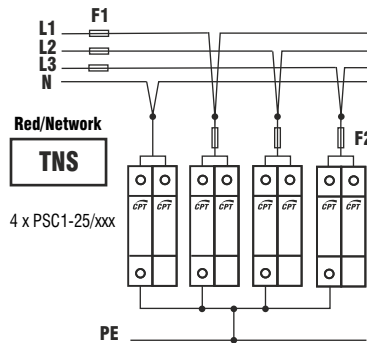 F1
L1
L2
L3
N
Red/Network
TNS
F2
4 x PSC1-25/xxx
CPT CPT CPT CPT CPT CPT CPT CPT
PE